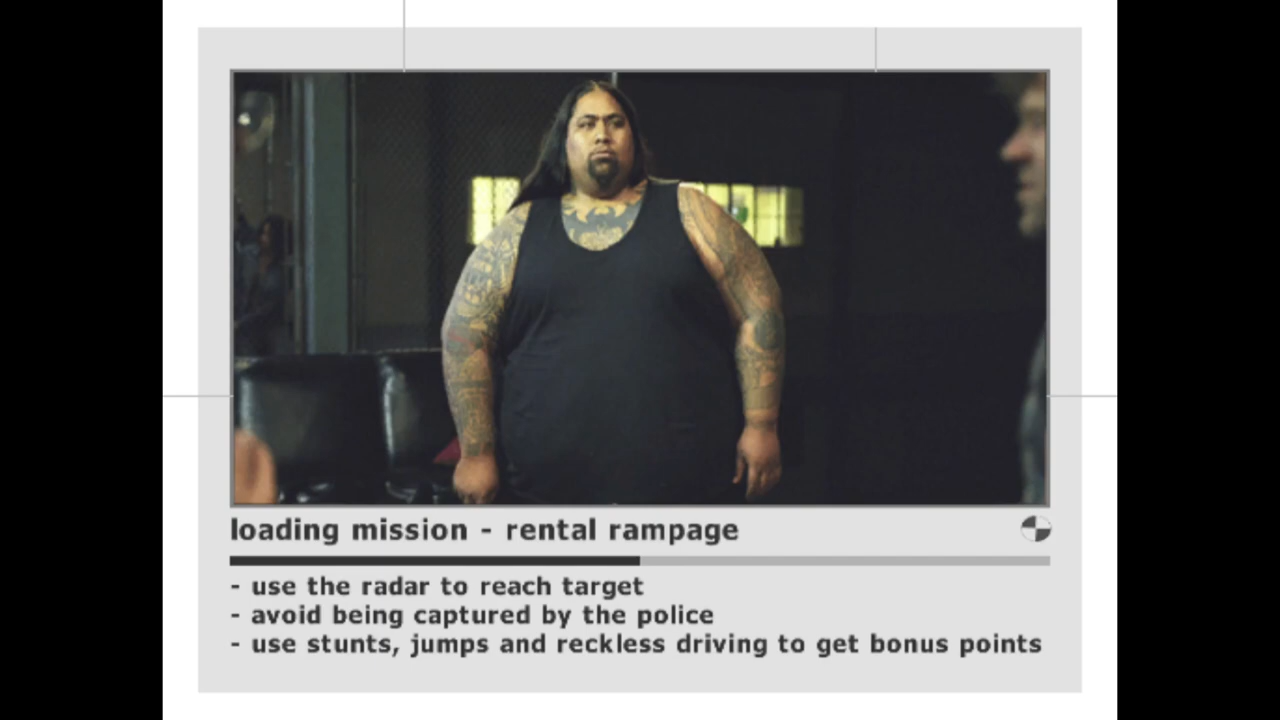 loading mission - rental rampage
- use the radar to reach target
- avoid being captured by the police
- use stunts, jumps and reckless driving to get bonus points